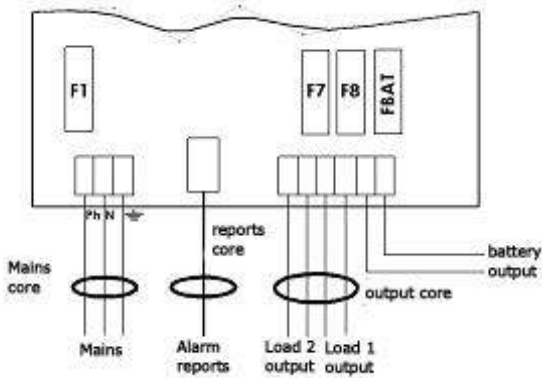 F1
F7
F8
FBAT
Ph N
reports
core
Mains
core
battery
output
output core
Mains
Alarm
reports
Load 2
output
Load 1
output